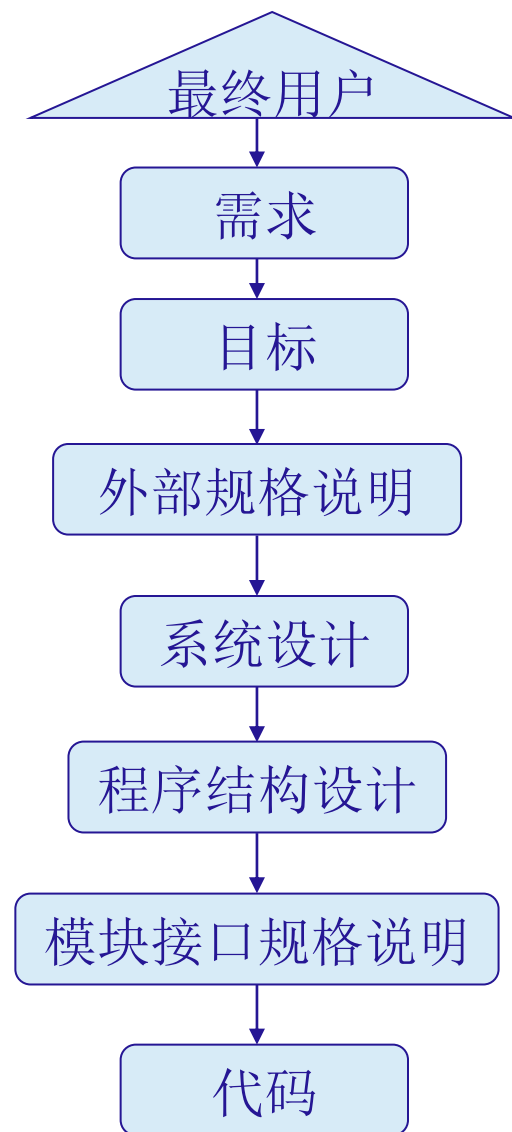 最终用户
需求
目标
外部规格说明
系统设计
程序结构设计
模块接口规格说明
代码